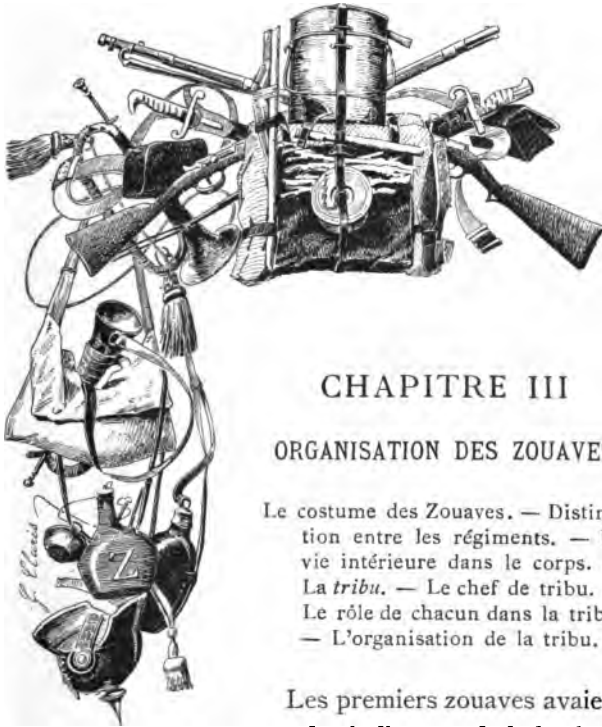 Z
CHAPITRE III
ORGANISATION DES ZOUAVE
Le costume des Zouaves. — Distin
tion entre les régiments. —
vie intérieure dans le corps.
La tribu. — Le chef de tribu.
Le rôle de chacun dans la trib
— L'organisation de la tribu.
Les premiers zouaves avaie